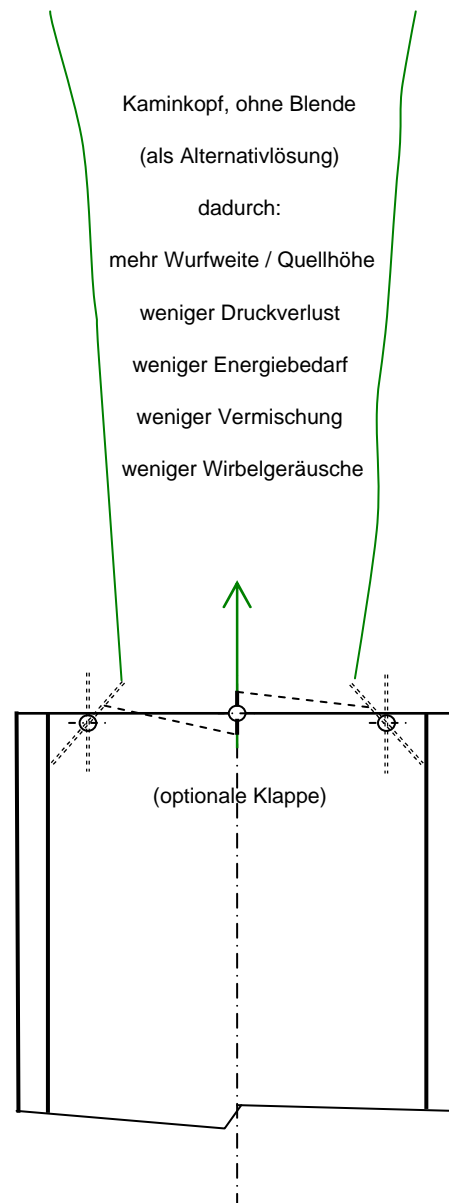 Kaminkopf, ohne Blende
(als Alternativlösung)
dadurch:
mehr Wurfweite / Quellhöhe
weniger Druckverlust
weniger Energiebedarf
weniger Vermischung
weniger Wirbelgeräusche
(optionale Klappe)